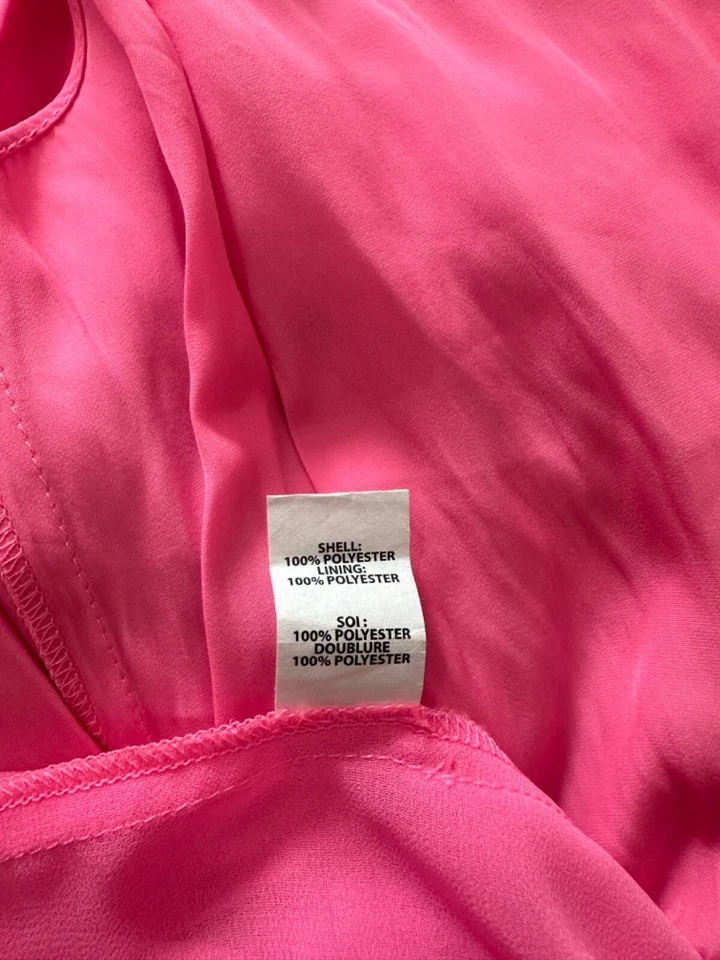 SHELL:
100% POLYESTER
LINING:
100% POLYESTER
SOI :
100% POLYESTER
DOUBLURE
100% POLYESTER